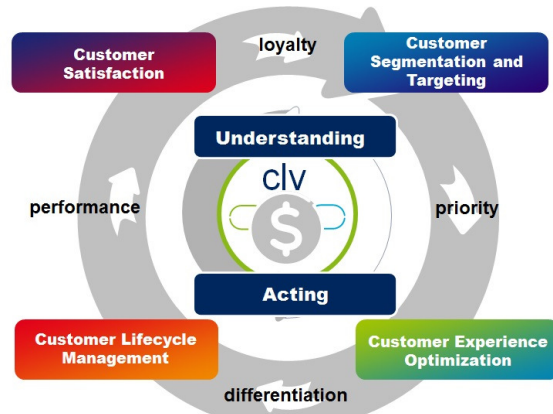 loyalty
Customer
Satisfaction
Customer
Segmentation and
Targeting
Understanding
clv
performance
priority
$
Acting
Customer Lifecycle
Management
Customer Experience
Optimization
differentiation